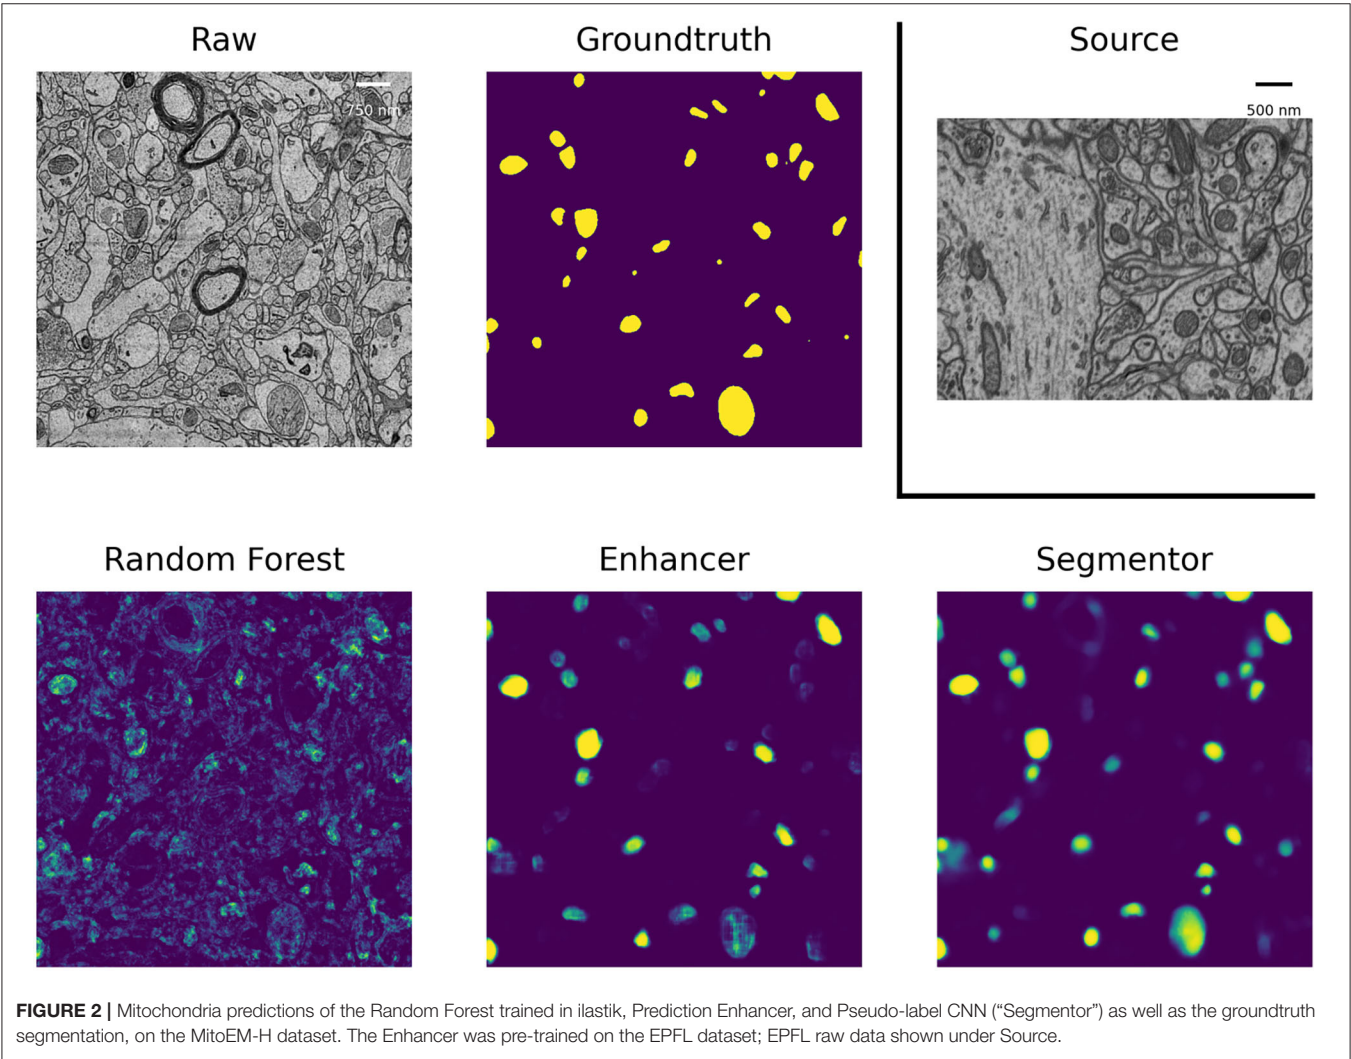 Raw
Groundtruth
Source
750 nm
500 nm
Random Forest
Enhancer
Segmentor
FIGURE 2 | Mitochondria predictions of the Random Forest trained in ilastik, Prediction Enhancer, and Pseudo-label CNN (“Segmentor”) as well as the groundtruth
segmentation, on the MitoEM-H dataset. The Enhancer was pre-trained on the EPFL dataset; EPFL raw data shown under Source.